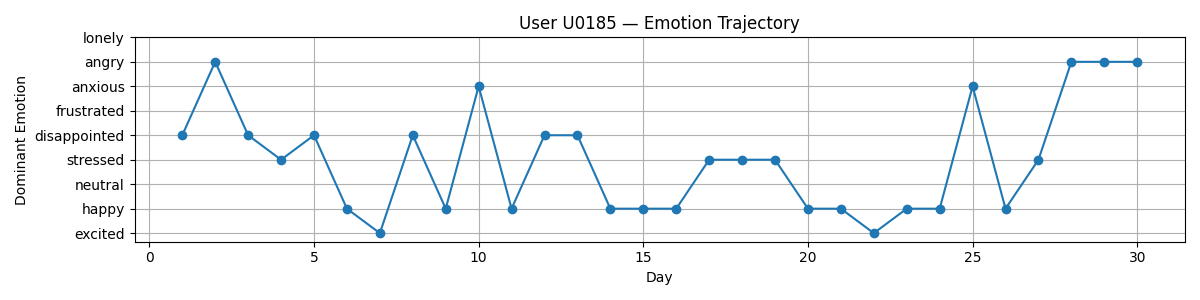 User U0185 — Emotion Trajectory
Dominant Emotion
lonely
angry
anxious
frustrated
disappointed
stressed
neutral
happy
excited
0 5 10 15 20 25 30
Day